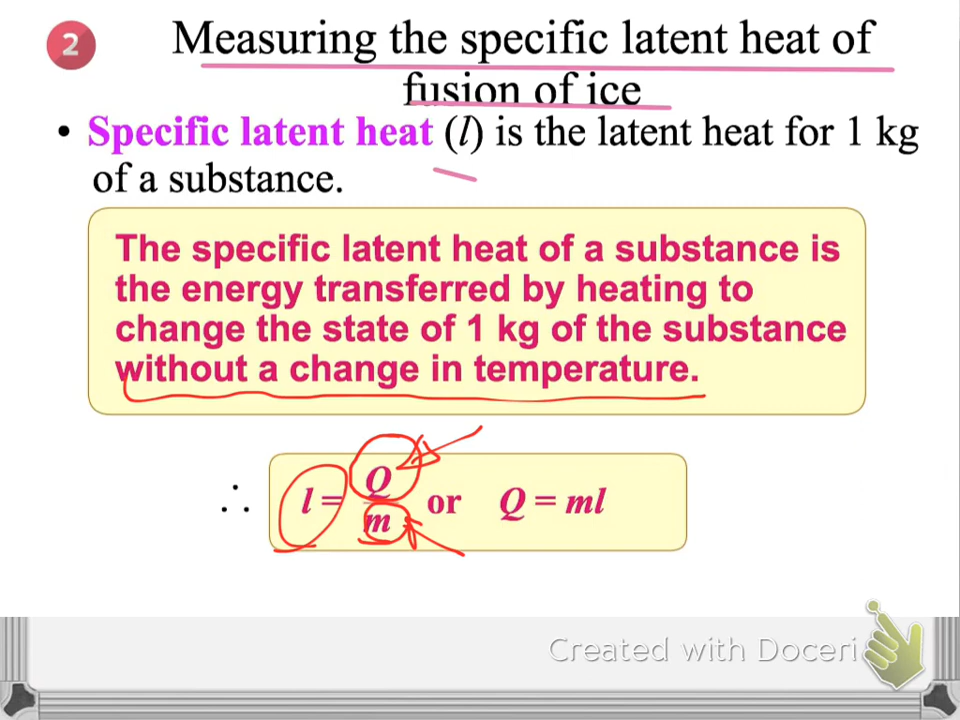 2
Measuring the specific latent heat of
fusion of ice
• Specific latent heat (l) is the latent heat for 1 kg
of a substance.
The specific latent heat of a substance is
the energy transferred by heating to
change the state of 1 kg of the substance
without a change in temperature.
∴ l = Q/m or Q = ml
Created with Doceri